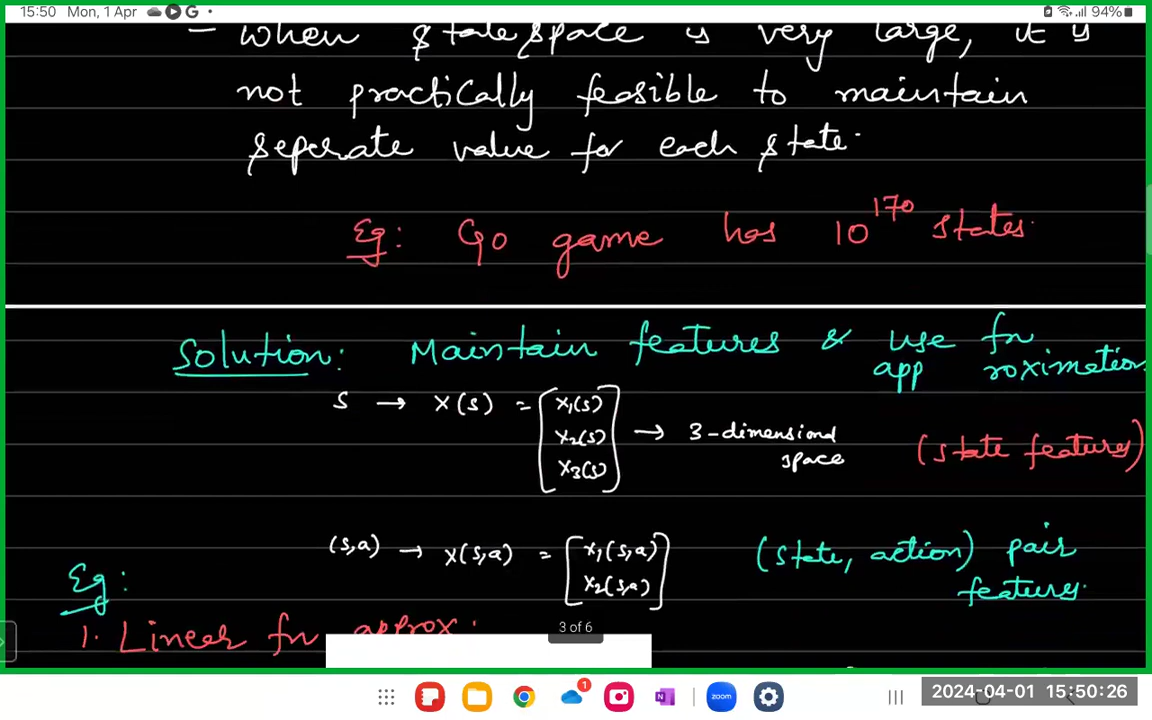 15:50 Mon, 1 Apr
94%
- when state space is very large, it is
not practically feasible to maintain
seperate value for each state.
Eg: Go game has 10^170 states.
Solution: Maintain features & use fn approximation
s → X(s) = [x1(s) x2(s) x3(s)] → 3-dimensional space (state features)
(s,a) → X(s,a) = [x1(s,a) x2(s,a)] (state, action) pair features.
Eg:
1. Linear fn approx.
3 of 6
1
zoom
N
2024-04-01 15:50:26